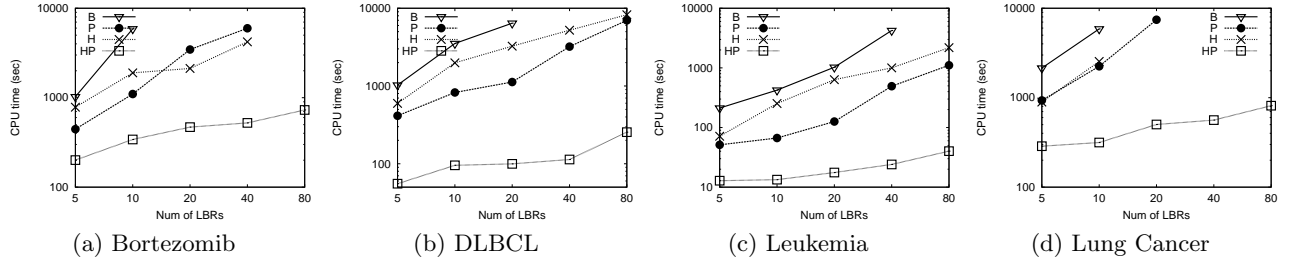 CPU time (sec)
10000
1000
100
5
10
20
40
80
Num of LBRs
B
P
H
HP
(a) Bortezomib
CPU time (sec)
10000
1000
100
5
10
20
40
80
Num of LBRs
B
P
H
HP
(b) DLBCL
CPU time (sec)
10000
1000
100
10
5
10
20
40
80
Num of LBRs
B
P
H
HP
(c) Leukemia
CPU time (sec)
10000
1000
100
5
10
20
40
80
Num of LBRs
B
P
H
HP
(d) Lung Cancer